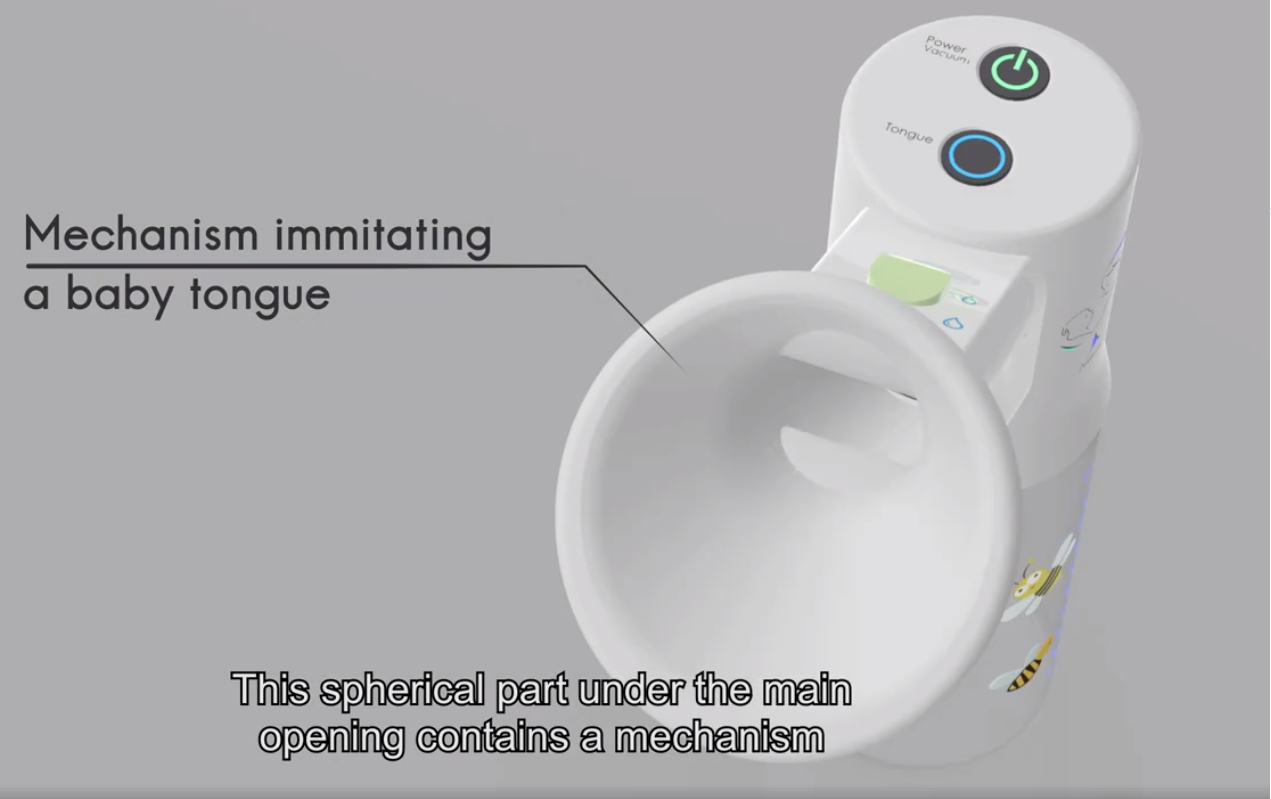 Power
Vacuum
Tongue
Mechanism immitating
a baby tongue
This spherical part under the main
opening contains a mechanism